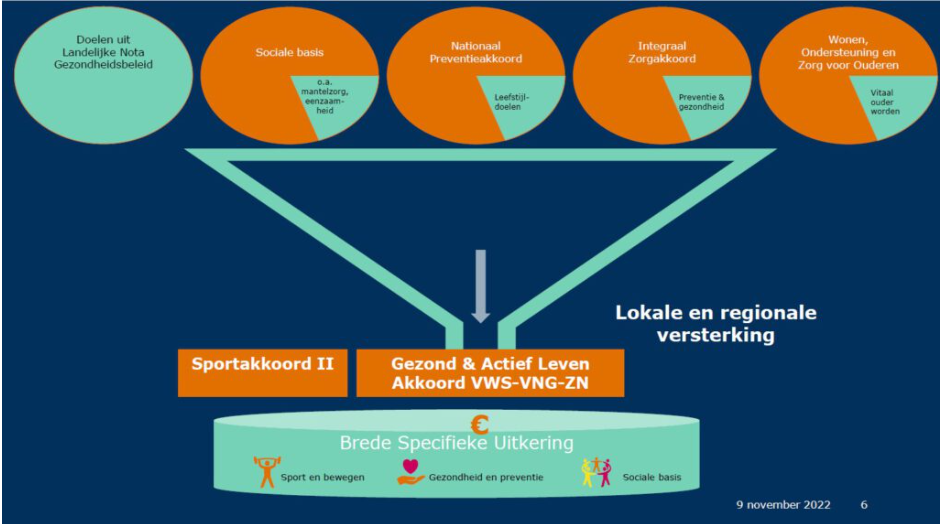 Doelen uit
Landelijke Nota
Gezondheidsbeleid
Sociale basis
o.a.
mantelzorg,
eenzaam-
heid
Nationaal
Preventieakkoord
Leefstijl-
doelen
Integraal
Zorgakkoord
Preventie &
gezondheid
Wonen,
Ondersteuning en
Zorg voor Ouderen
Vitaal
ouder
worden
Lokale en regionale
versterking
Sportakkoord II
Gezond & Actief Leven
Akkoord VWS-VNG-ZN
€
Brede Specifieke Uitkering
Sport en bewegen
Gezondheid en preventie
Sociale basis
9 november 2022
6